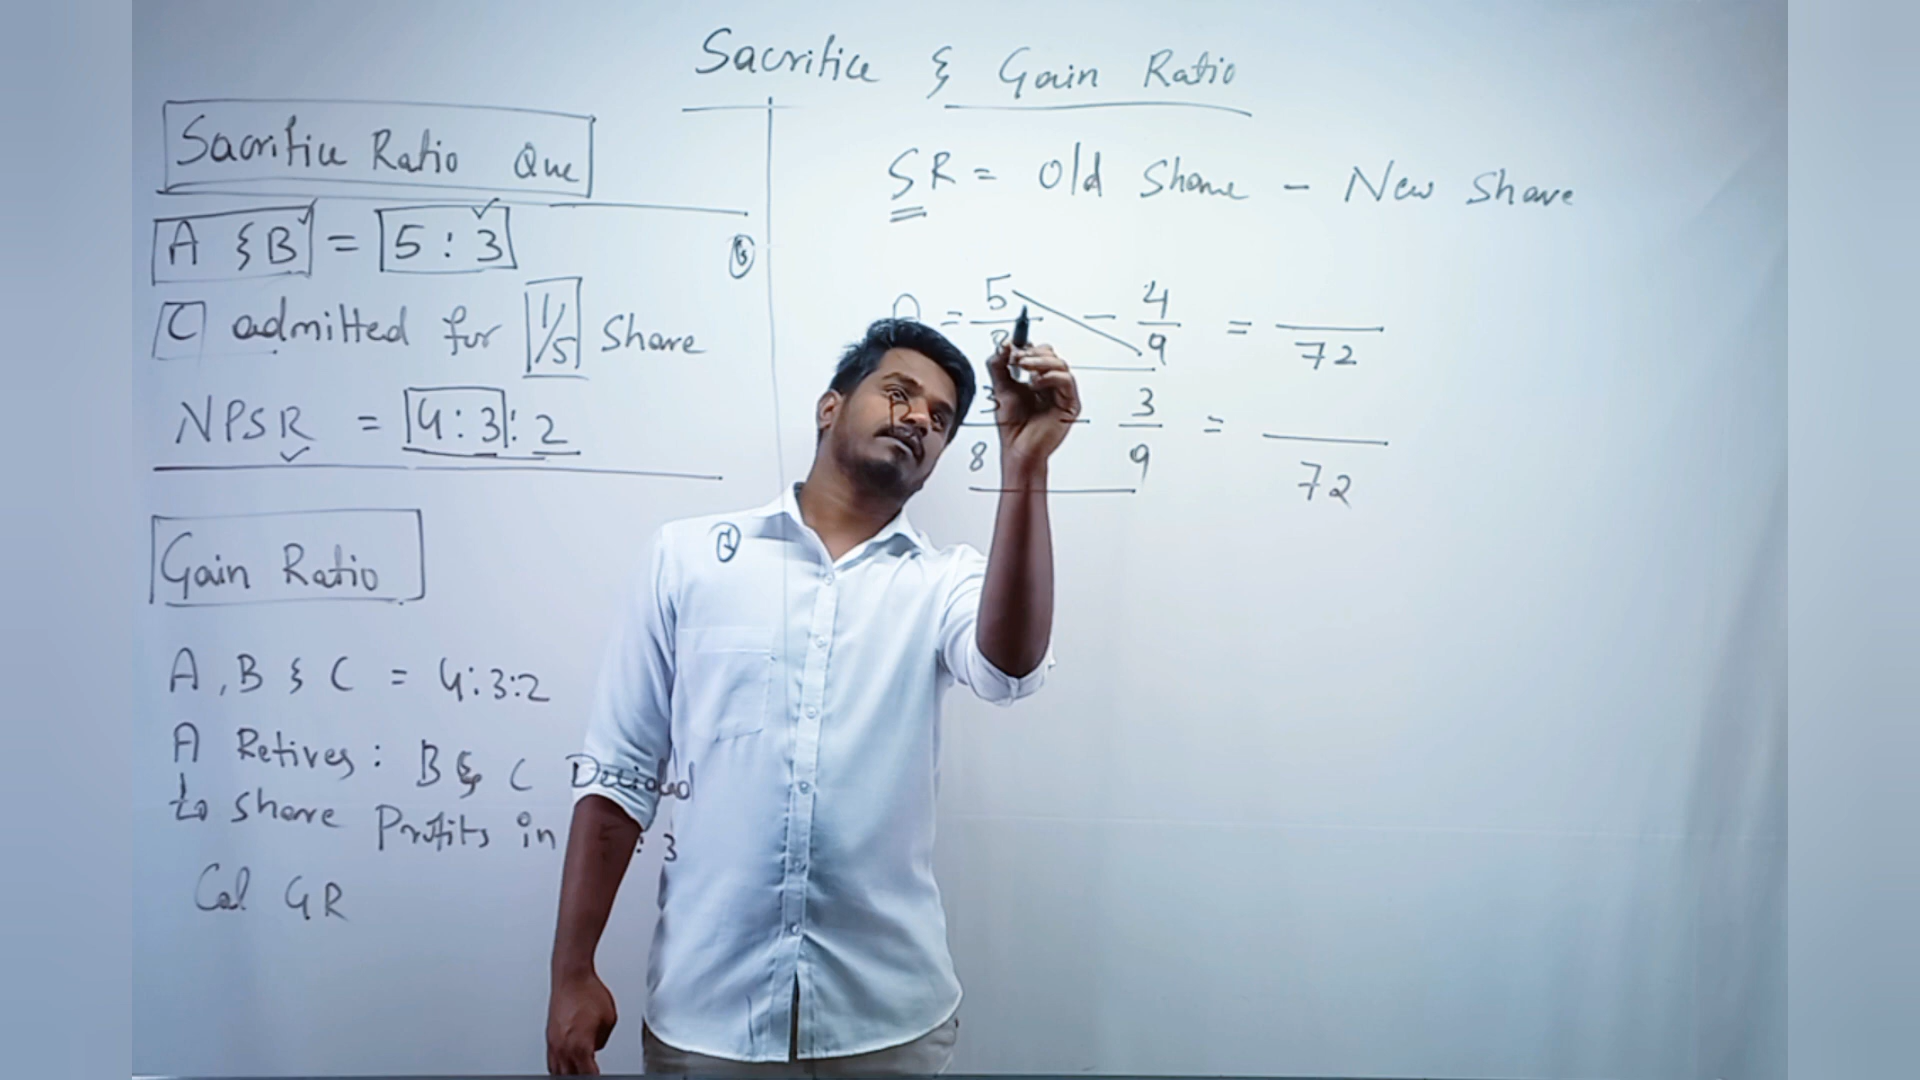 Sacrifice & Gain Ratio
Sacrifice Ratio Que
A & B = 5 : 3
C admitted for 1/5 Share
NPSR = 4 : 3 : 2
Gain Ratio
A, B & C = 4:3:2
A Retires : B & C Decided
to share Profits in 5 : 3
Cal GR
SR = Old Share - New Share
A = 5/8 - 4/9 = /72
3/8 - 3/9 = /72